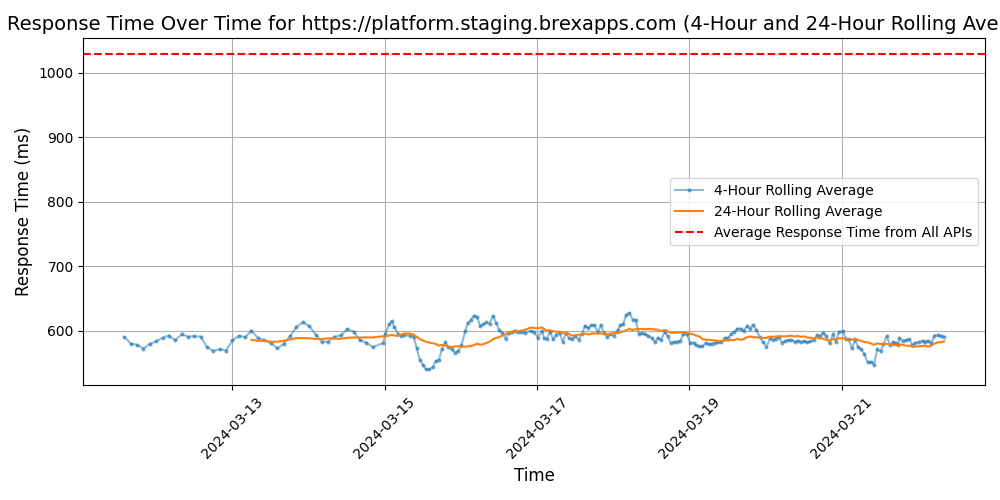 Response Time Over Time for https://platform.staging.brexapps.com (4-Hour and 24-Hour Rolling Ave
1000
900
800
700
600
Response Time (ms)
4-Hour Rolling Average
24-Hour Rolling Average
Average Response Time from All APIs
2024-03-13
2024-03-15
2024-03-17
2024-03-19
2024-03-21
Time